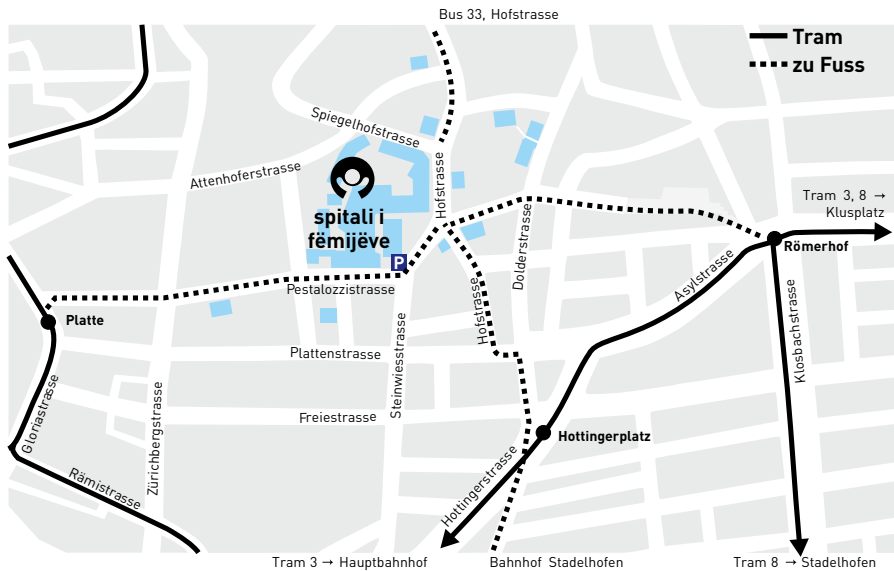 Bus 33, Hofstrasse
Tram
zu Fuss
Spiegelhofstrasse
Attenhoferstrasse
Hofstrasse
Tram 3, 8 →
Klusplatz
spitali i
fëmijëve
Dolderstrasse
Römerhof
P
Asylstrasse
Pestalozzistrasse
Hofstrasse
Platte
Klosbachstrasse
Plattenstrasse
Steinwiesstrasse
Gloriastrasse
Zürichbergstrasse
Freiestrasse
Hottingerplatz
Hottingerstrasse
Rämistrasse
Tram 3 → Hauptbahnhof
Bahnhof Stadelhofen
Tram 8 → Stadelhofen